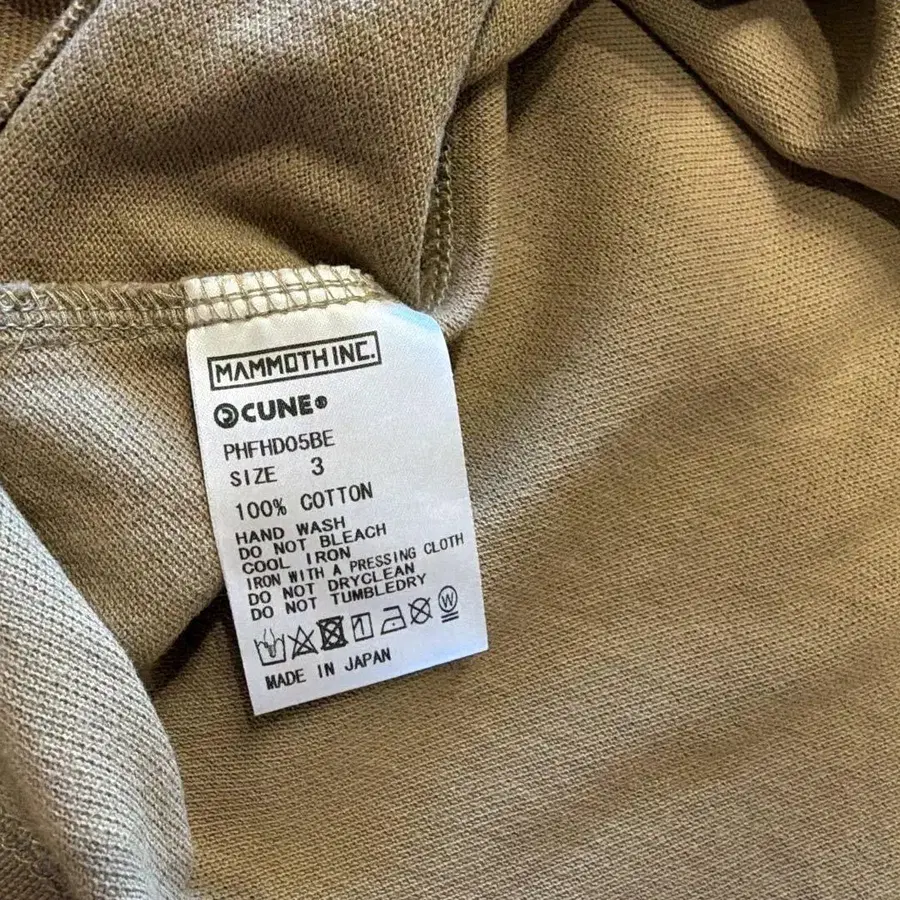 MAMMOTH INC.
CUNE®
PHFHD05BE
SIZE 3
100% COTTON
HAND WASH
DO NOT BLEACH
COOL IRON
IRON WITH A PRESSING CLOTH
DO NOT DRYCLEAN
DO NOT TUMBLEDRY
W
MADE IN JAPAN